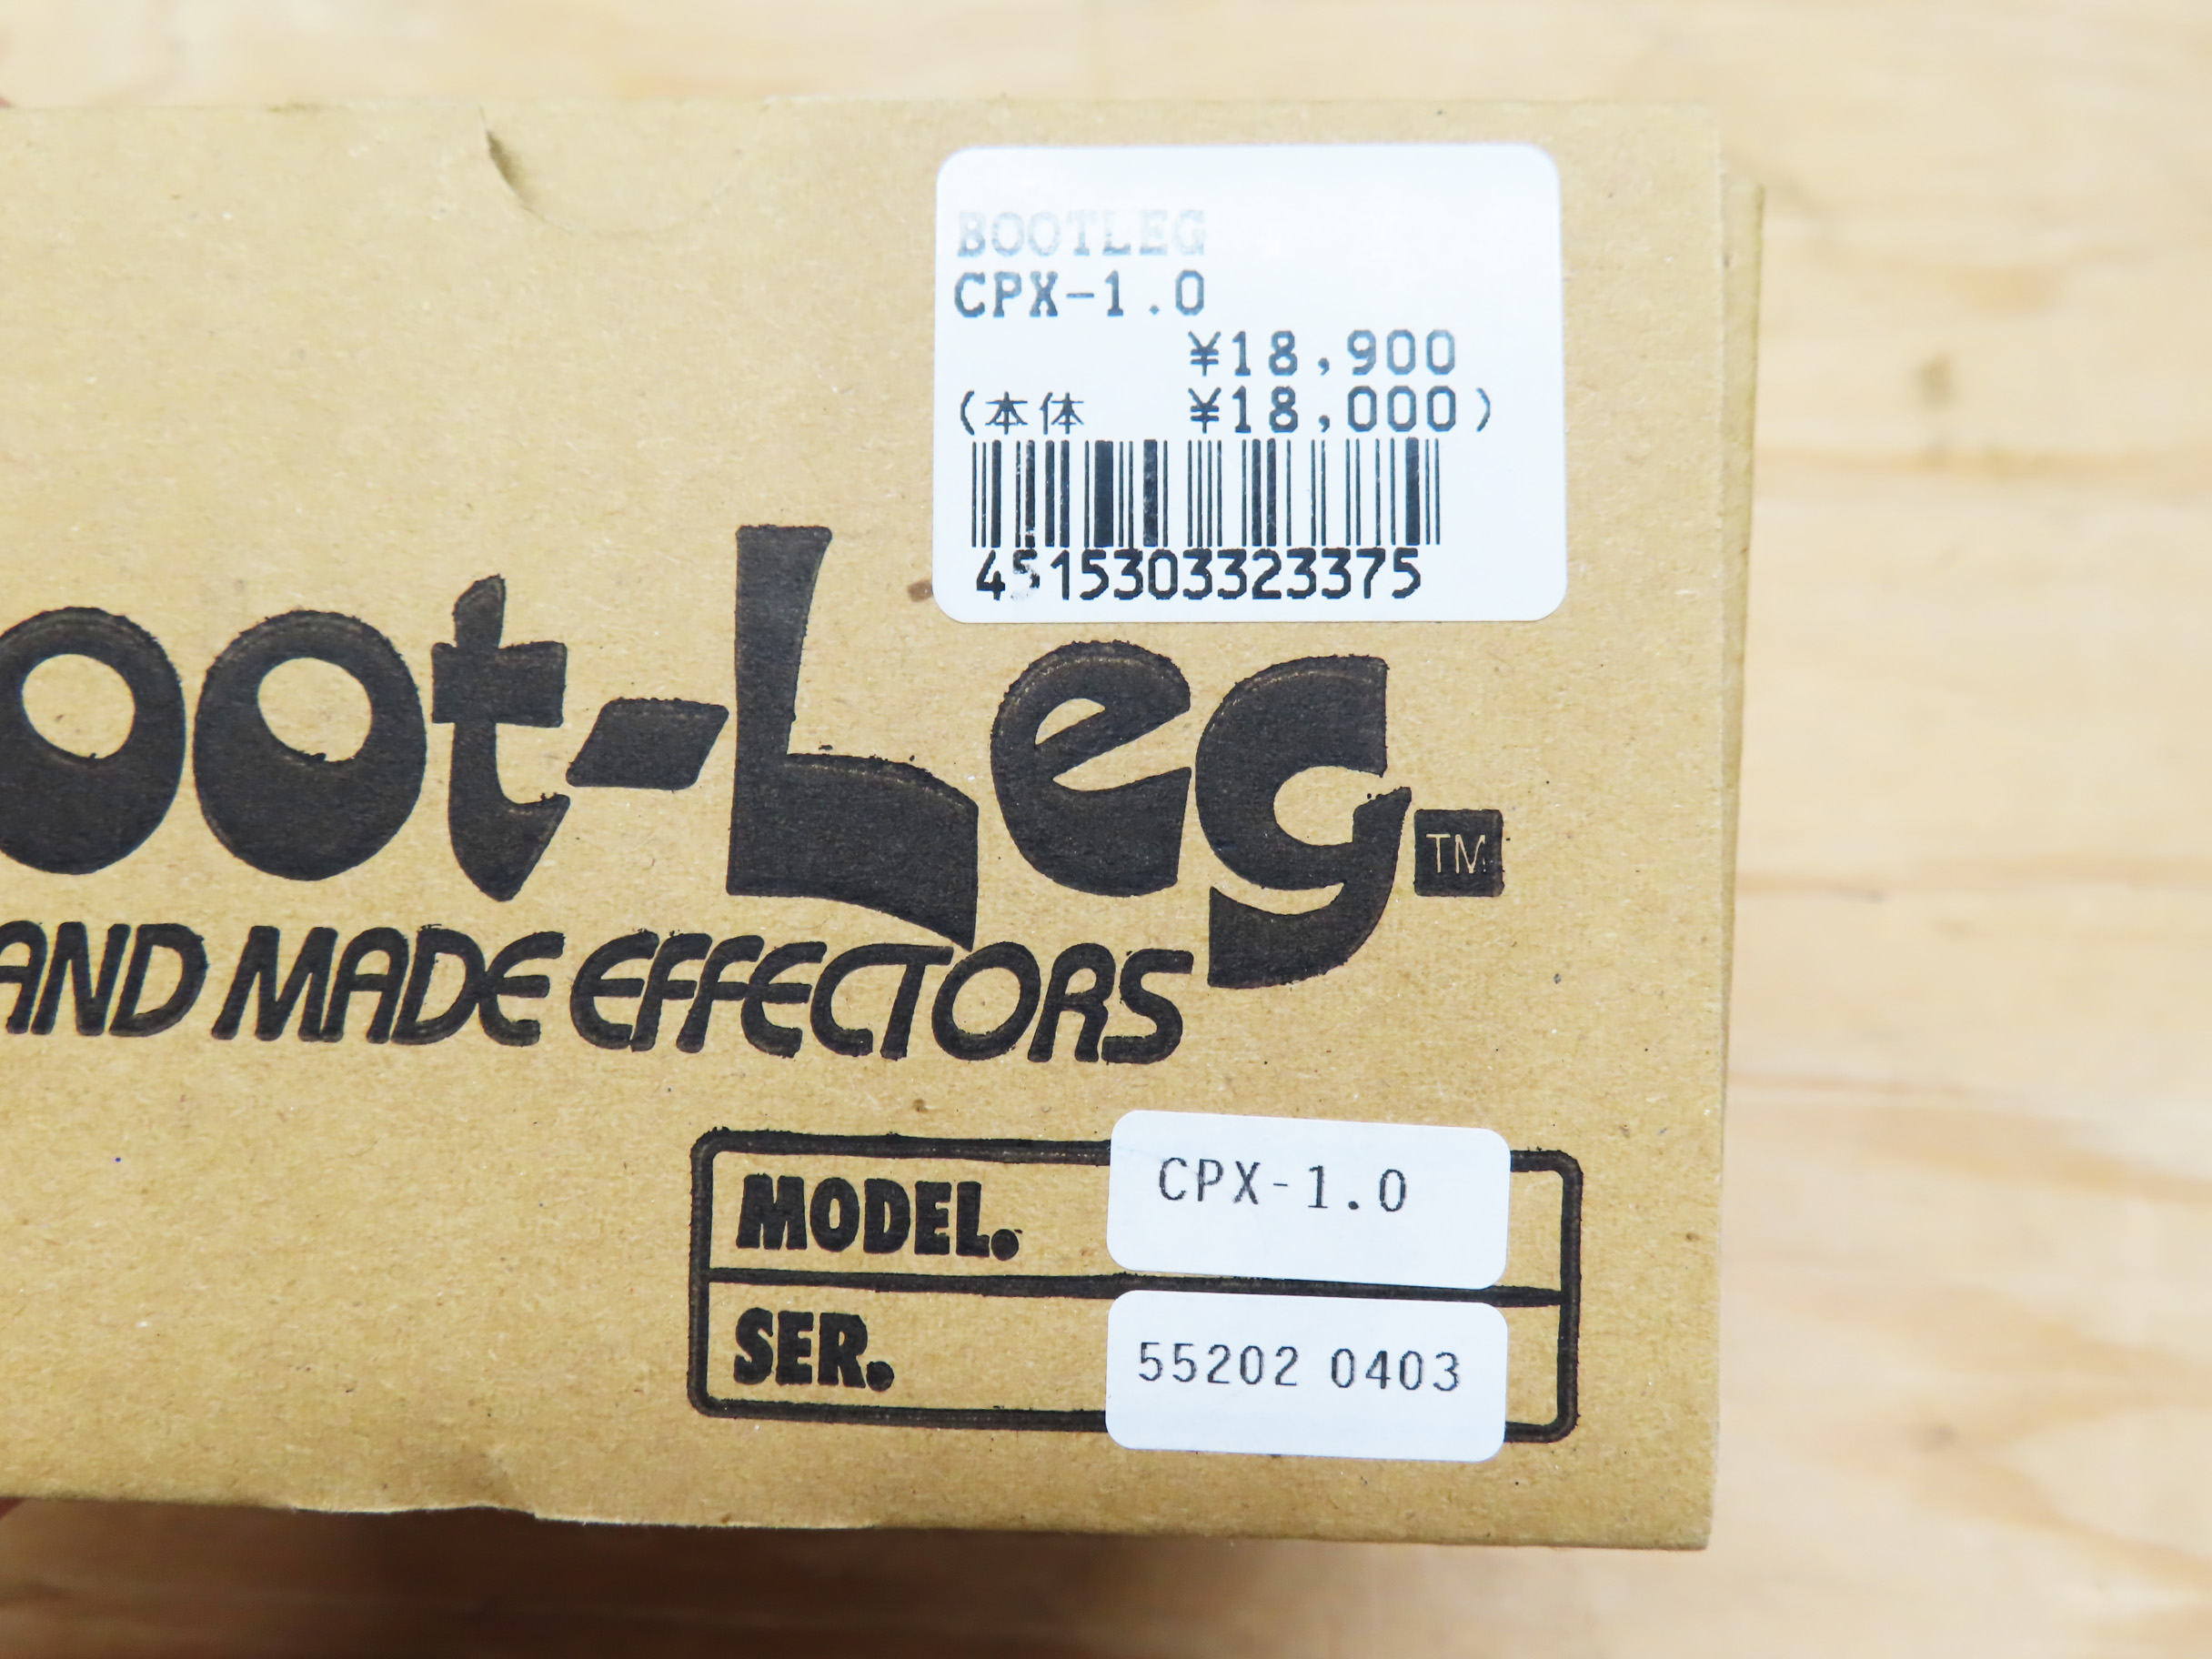 BOOTLEG
CPX-1.0
¥18,900
(本体 ¥18,000)
4515303323375
oot-Leg
TM
AND MADE EFFECTORS
MODEL. CPX-1.0
SER. 55202 0403